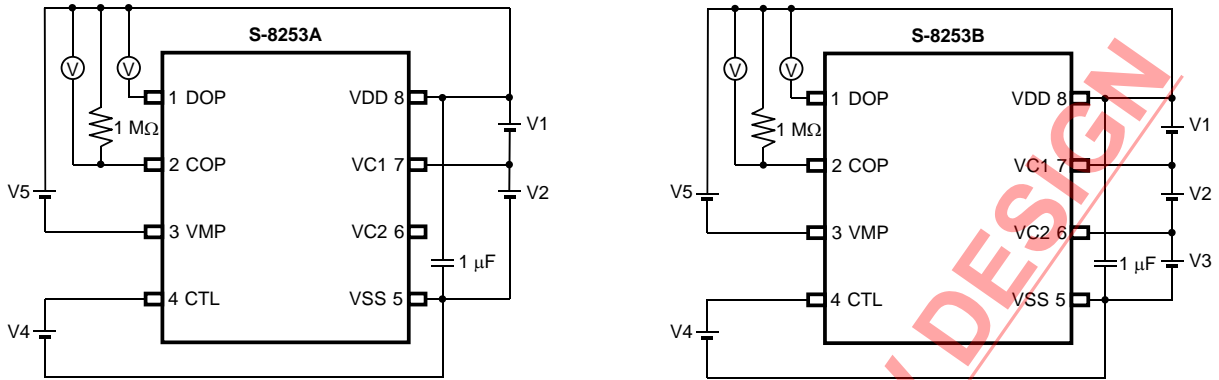 S-8253A
V
V
1 DOP
VDD 8
1 MΩ
V1
2 COP
VC1 7
V5
V2
3 VMP
VC2 6
1 μF
4 CTL
VSS 5
V4
S-8253B
V
V
1 DOP
VDD 8
1 MΩ
V1
2 COP
VC1 7
V5
V2
3 VMP
VC2 6
1 μF
V3
4 CTL
VSS 5
V4
DESIGN